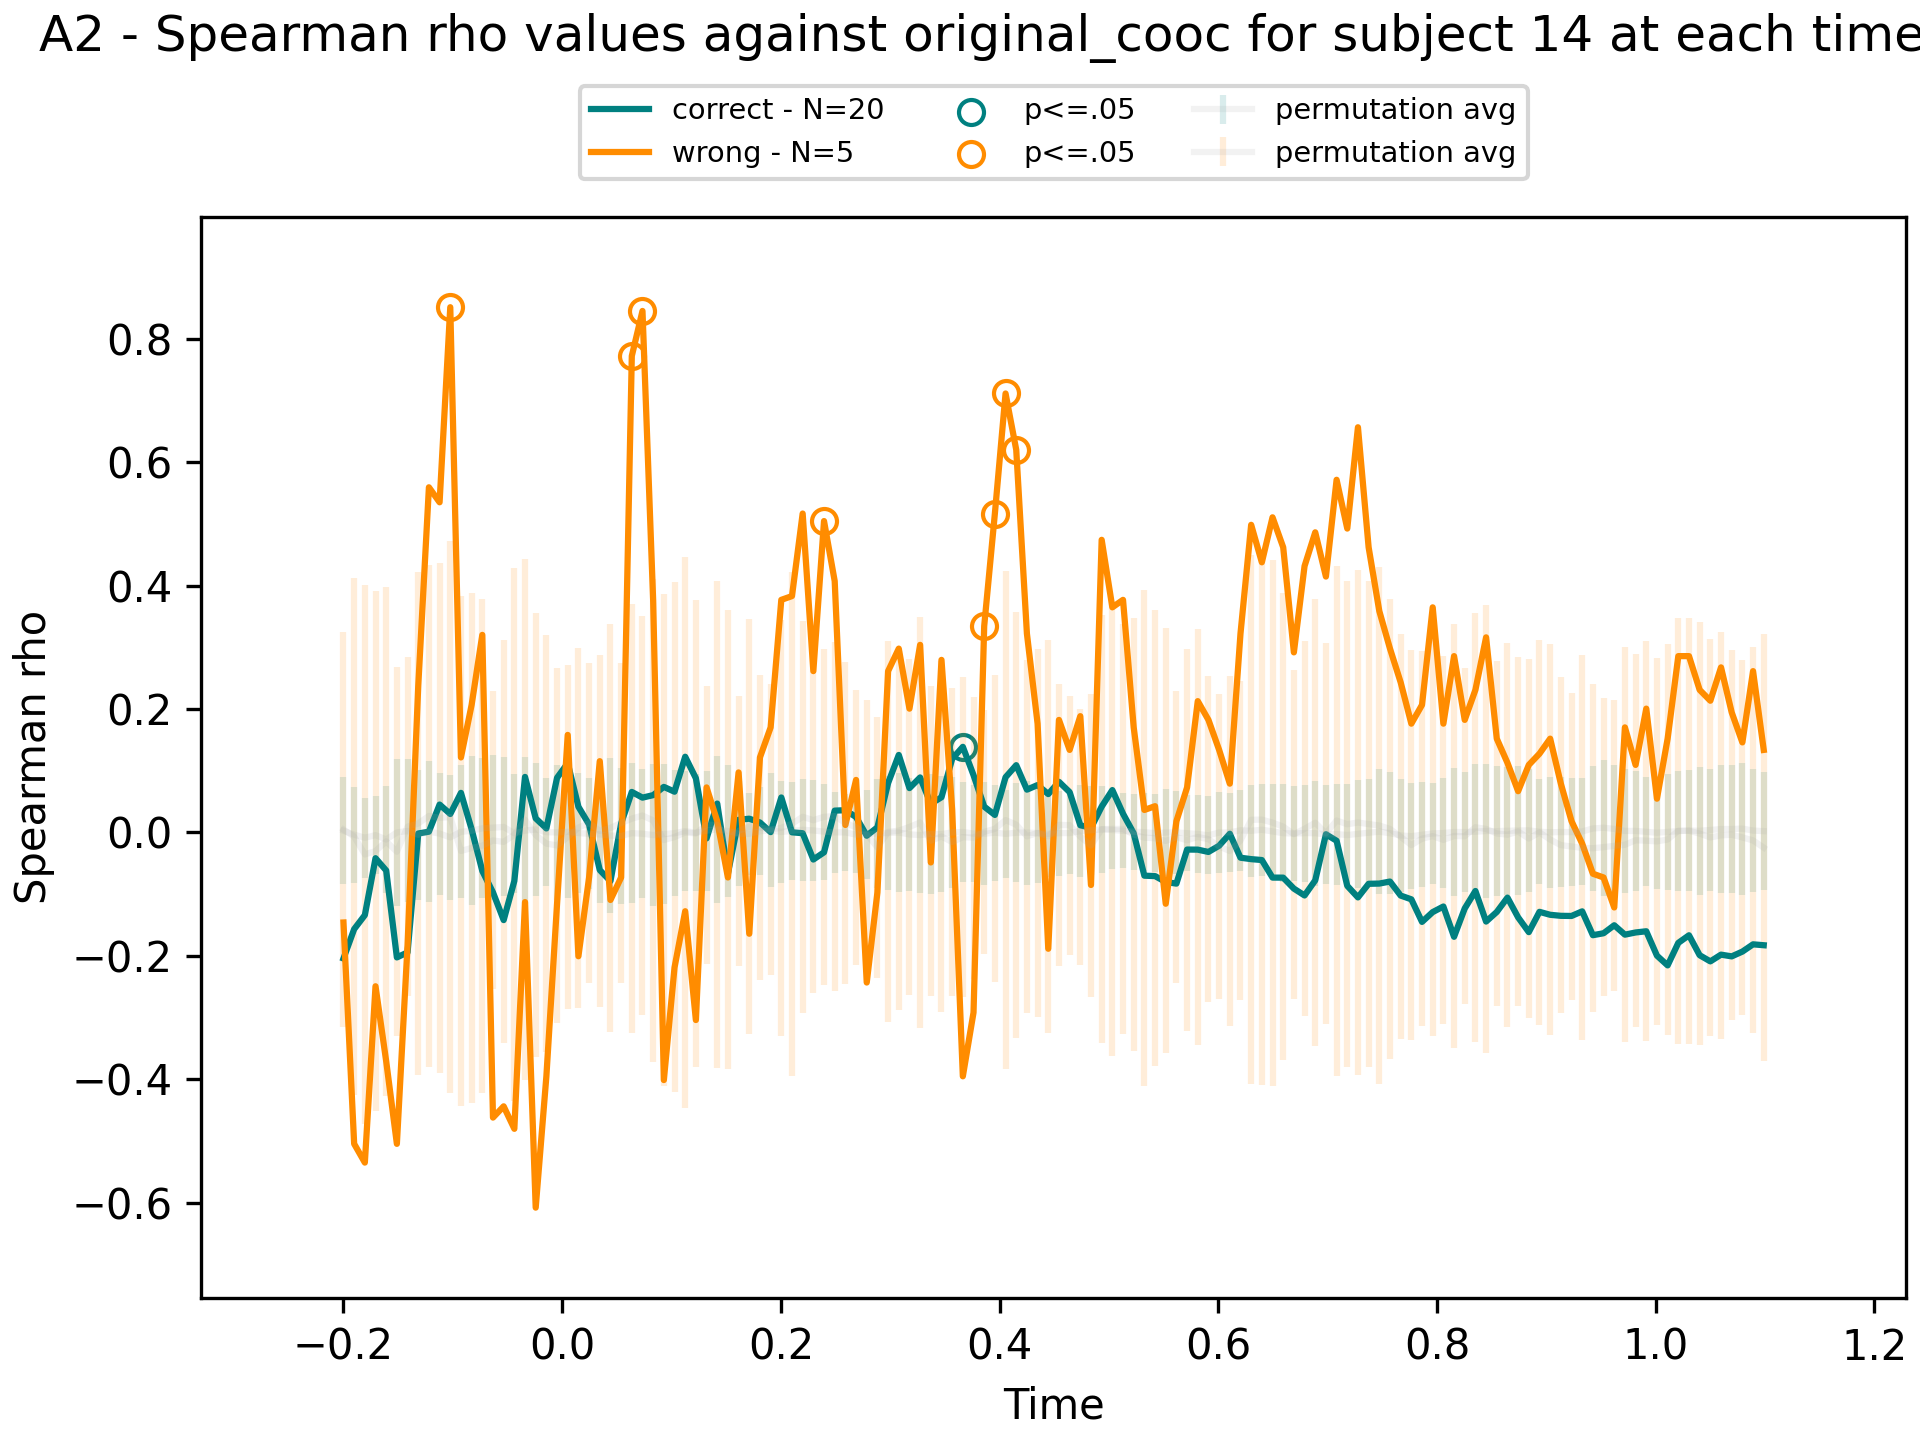 A2 - Spearman rho values against original_cooc for subject 14 at each time
correct - N=20 p<=.05 permutation avg
wrong - N=5 p<=.05 permutation avg
Spearman rho
0.8
0.6
0.4
0.2
0.0
−0.2
−0.4
−0.6
−0.2 0.0 0.2 0.4 0.6 0.8 1.0 1.2
Time